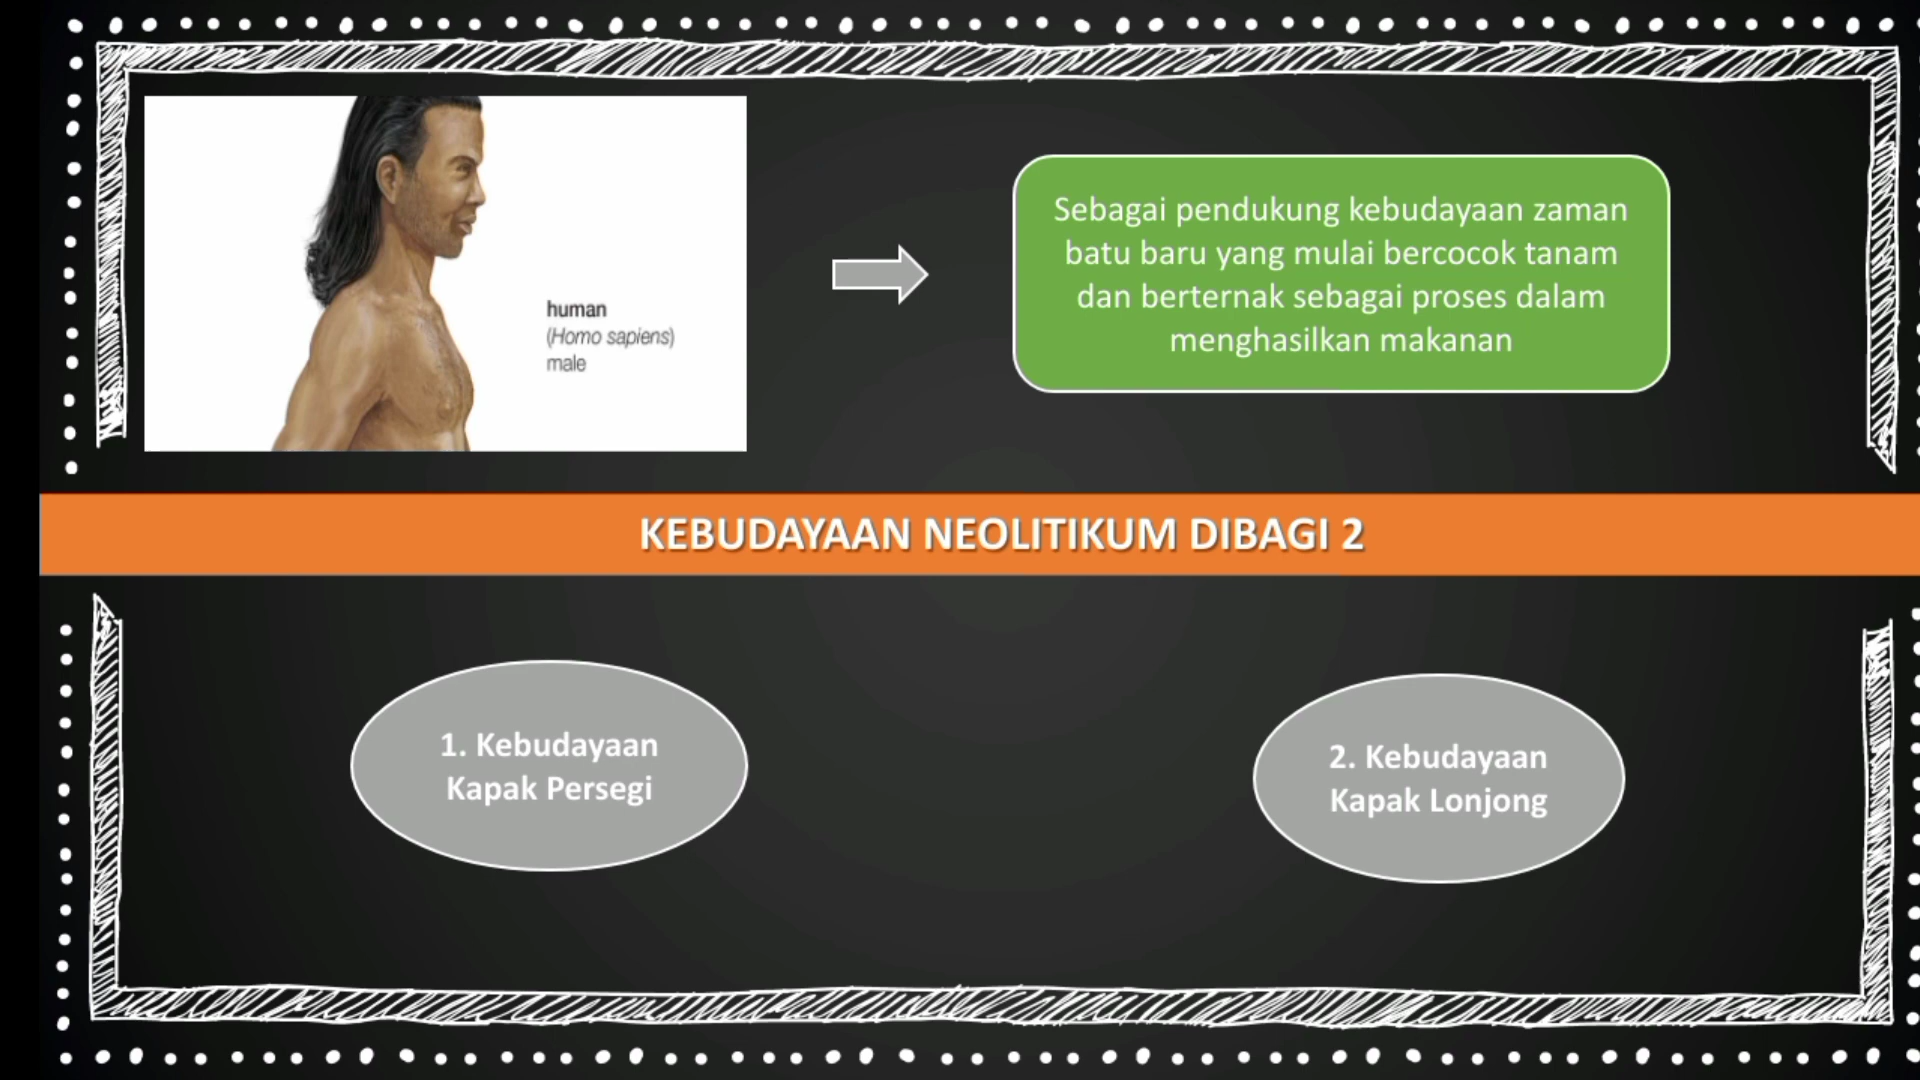 human
(Homo sapiens)
male
Sebagai pendukung kebudayaan zaman
batu baru yang mulai bercocok tanam
dan berternak sebagai proses dalam
menghasilkan makanan
KEBUDAYAAN NEOLITIKUM DIBAGI 2
1. Kebudayaan
Kapak Persegi
2. Kebudayaan
Kapak Lonjong